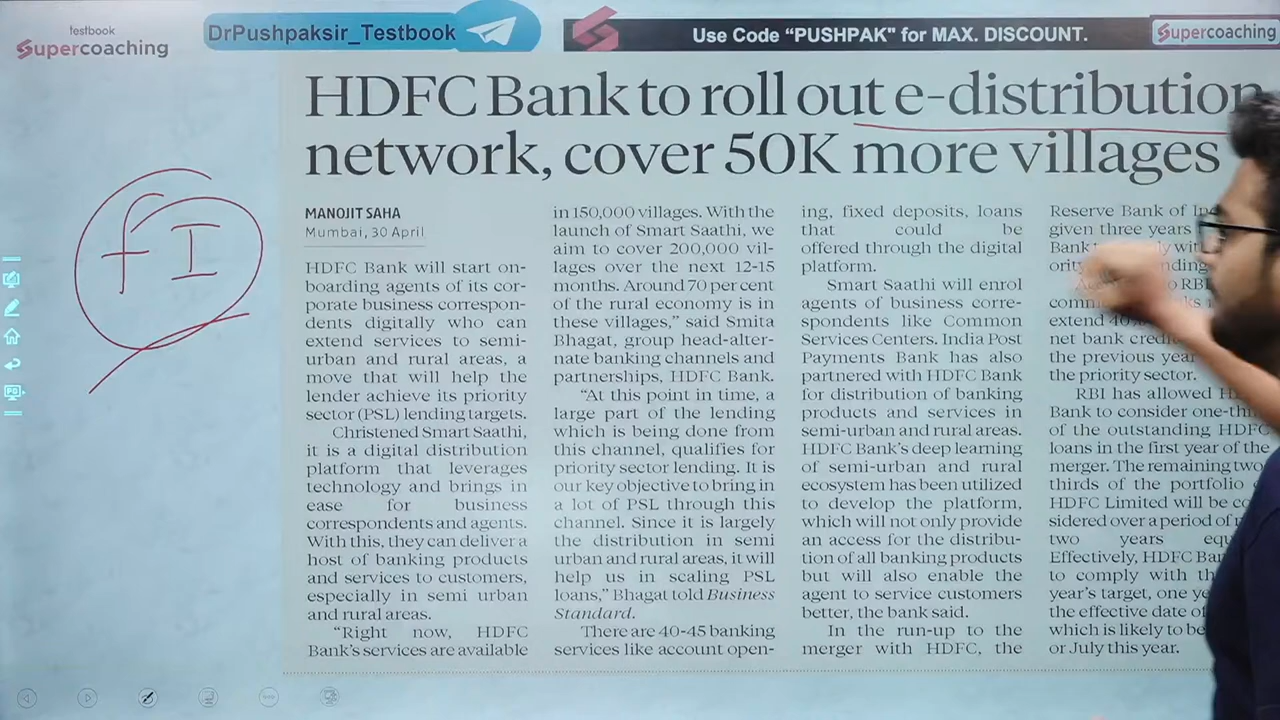 testbook
Supercoaching
DrPushpaksir_Testbook
Use Code “PUSHPAK" for MAX. DISCOUNT.
Supercoaching
HDFC Bank to roll out e-distribution
network, cover 50K more villages
FI
MANOJIT SAHA
Mumbai, 30 April
HDFC Bank will start on-
boarding agents of its cor-
porate business correspon-
dents digitally who can
extend services to semi-
urban and rural areas, a
move that will help the
lender achieve its priority
sector (PSL) lending targets.
Christened Smart Saathi,
it is a digital distribution
platform that leverages
technology and brings in
ease for business
correspondents and agents.
With this, they can deliver a
host of banking products
and services to customers,
especially in semi urban
and rural areas.
“Right now, HDFC
Bank's services are available
in 150,000 villages. With the
launch of Smart Saathi, we
aim to cover 200,000 vil-
lages over the next 12-15
months. Around 70 per cent
of the rural economy is in
these villages,” said Smita
Bhagat, group head-alter-
nate banking channels and
partnerships, HDFC Bank.
“At this point in time, a
large part of the lending
which is being done from
this channel, qualifies for
priority sector lending. It is
our key objective to bring in
a lot of PSL through this
channel. Since it is largely
the distribution in semi
urban and rural areas, it will
help us in scaling PSL
loans,” Bhagat told Business
Standard.
There are 40-45 banking
services like account open-
ing, fixed deposits, loans
that could be
offered through the digital
platform.
Smart Saathi will enrol
agents of business corre-
spondents like Common
Services Centers. India Post
Payments Bank has also
partnered with HDFC Bank
for distribution of banking
products and services in
semi-urban and rural areas.
HDFC Bank's deep learning
of semi-urban and rural
ecosystem has been utilized
to develop the platform,
which will not only provide
an access for the distribu-
tion of all banking products
but will also enable the
agent to service customers
better, the bank said.
In the run-up to the
merger with HDFC, the
Reserve Bank of
given three years
Bank
to RBI
extend 40%
net bank
the previous year
the priority sector.
RBI has allowed
Bank to consider one-
of the outstanding HDFC
loans in the first year of the
merger. The remaining two
thirds of the portfolio
HDFC Limited will be
sidered over a period of
two years
Effectively, HDFC
to comply with
year's target, one
the effective date of
which is likely to be
or July this year.